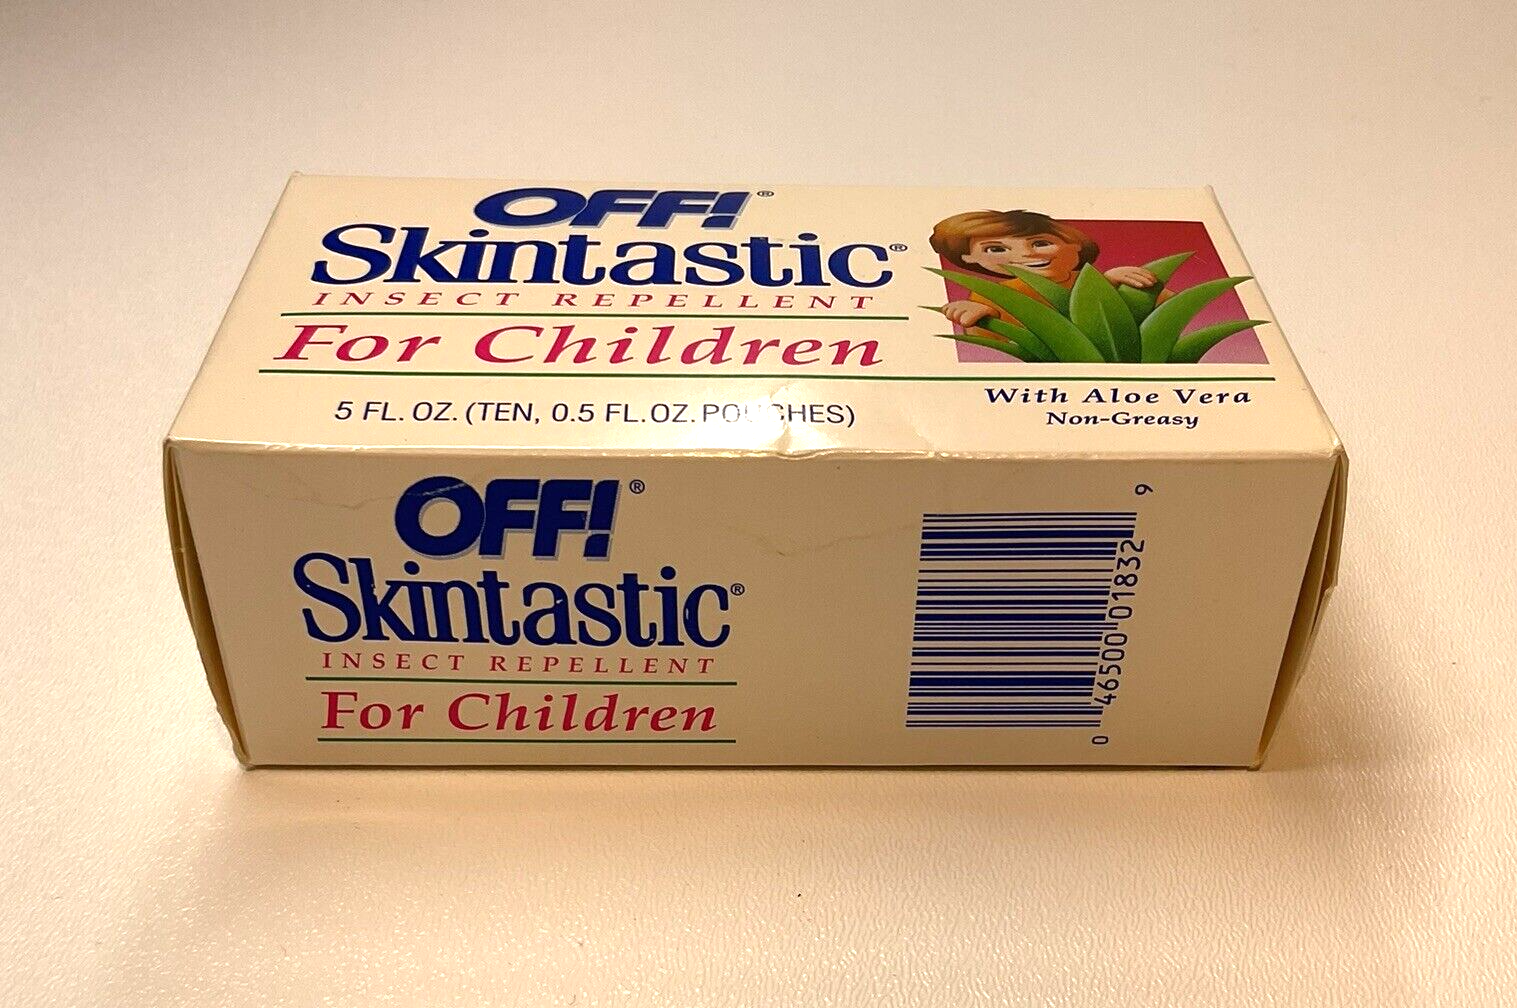 OFF!®
Skintastic®
INSECT REPELLENT
For Children
5 FL. OZ. (TEN, 0.5 FL. OZ. POUCHES)
With Aloe Vera
Non-Greasy
OFF!®
Skintastic®
INSECT REPELLENT
For Children
0 46500 01832 9